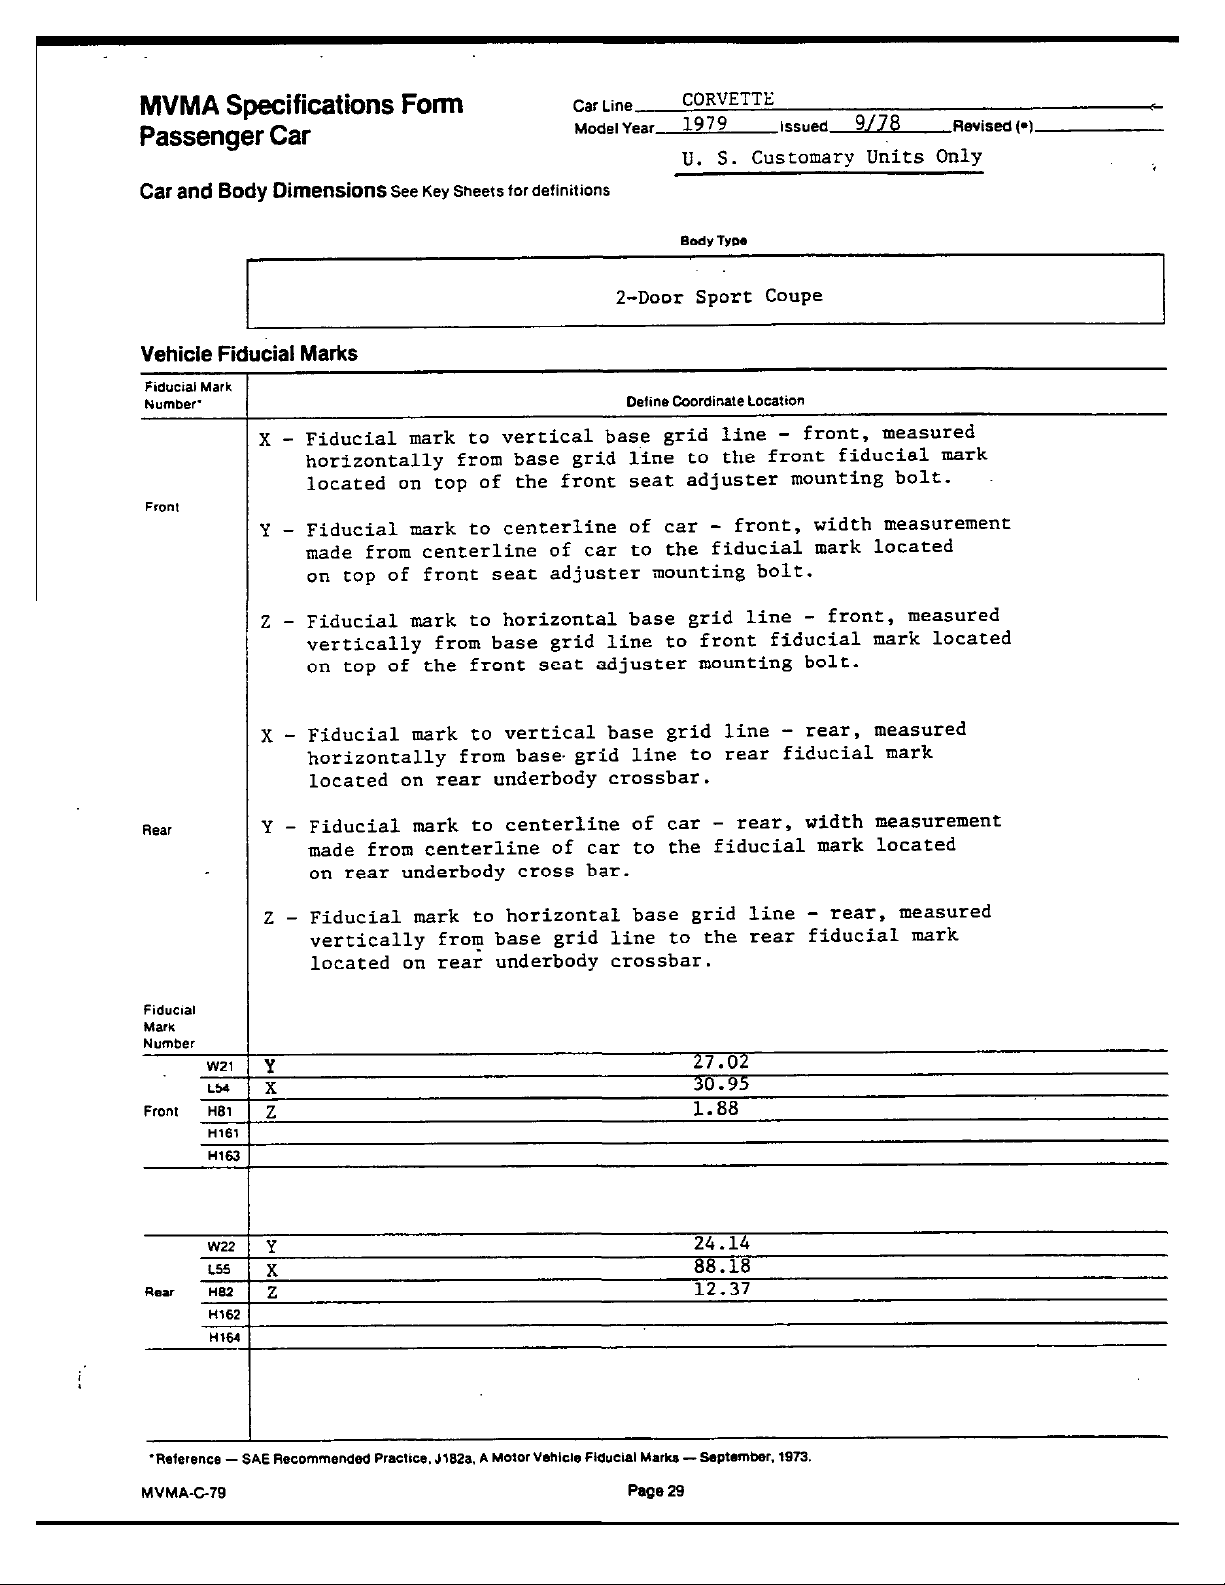 MVMA Specifications Form
Passenger Car
Car Line CORVETTE
Model Year 1979 Issued 9/78 Revised (•)
U. S. Customary Units Only
Car and Body Dimensions See Key Sheets for definitions
Body Type
2-Door Sport Coupe
Vehicle Fiducial Marks
Fiducial Mark
Number*
Define Coordinate Location
Front
X - Fiducial mark to vertical base grid line - front, measured
horizontally from base grid line to the front fiducial mark
located on top of the front seat adjuster mounting bolt.
Y - Fiducial mark to centerline of car - front, width measurement
made from centerline of car to the fiducial mark located
on top of front seat adjuster mounting bolt.
Z - Fiducial mark to horizontal base grid line - front, measured
vertically from base grid line to front fiducial mark located
on top of the front seat adjuster mounting bolt.
Rear
X - Fiducial mark to vertical base grid line - rear, measured
horizontally from base grid line to rear fiducial mark
located on rear underbody crossbar.
Y - Fiducial mark to centerline of car - rear, width measurement
made from centerline of car to the fiducial mark located
on rear underbody cross bar.
Z - Fiducial mark to horizontal base grid line - rear, measured
vertically from base grid line to the rear fiducial mark
located on rear underbody crossbar.
Fiducial
Mark
Number
W21 Y 27.02
L54 X 30.95
Front H81 Z 1.88
H161
H163
W22 Y 24.14
L55 X 88.18
Rear H82 Z 12.37
H162
H164
*Reference — SAE Recommended Practice, J182a, A Motor Vehicle Fiducial Marks — September, 1973.
MVMA-C-79 Page 29